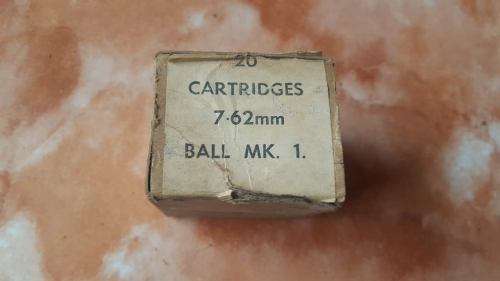 20
CARTRIDGES
7·62mm
BALL MK. 1.